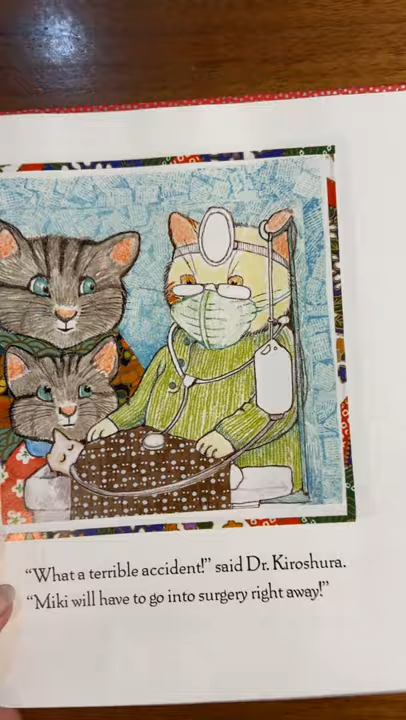 “What a terrible accident!” said Dr. Kiroshura.
“Miki will have to go into surgery right away!”